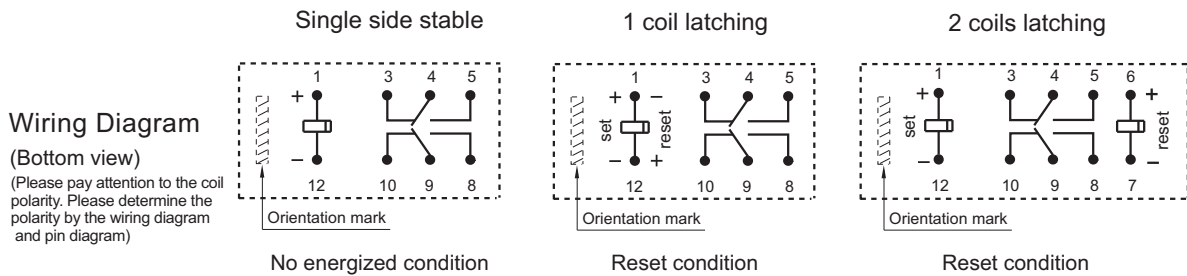 Single side stable
1 coil latching
2 coils latching
Wiring Diagram
(Bottom view)
(Please pay attention to the coil
polarity. Please determine the
polarity by the wiring diagram
and pin diagram)
1 3 4 5
+
−
12 10 9 8
Orientation mark
No energized condition
1 3 4 5
+ −
set reset
− +
12 10 9 8
Orientation mark
Reset condition
1 3 4 5 6
+ +
set reset
− −
12 10 9 8 7
Orientation mark
Reset condition